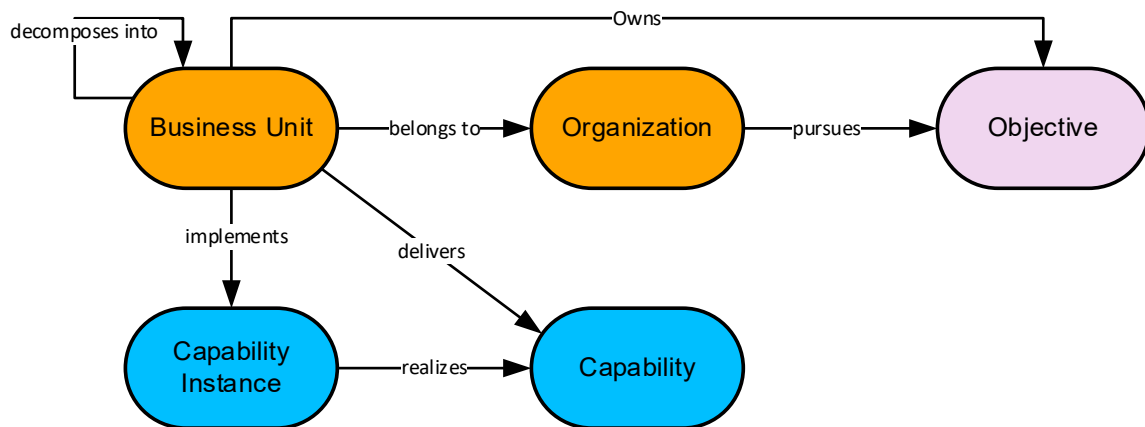 Owns
decomposes into
Business Unit
belongs to
Organization
pursues
Objective
implements
delivers
Capability
Instance
realizes
Capability